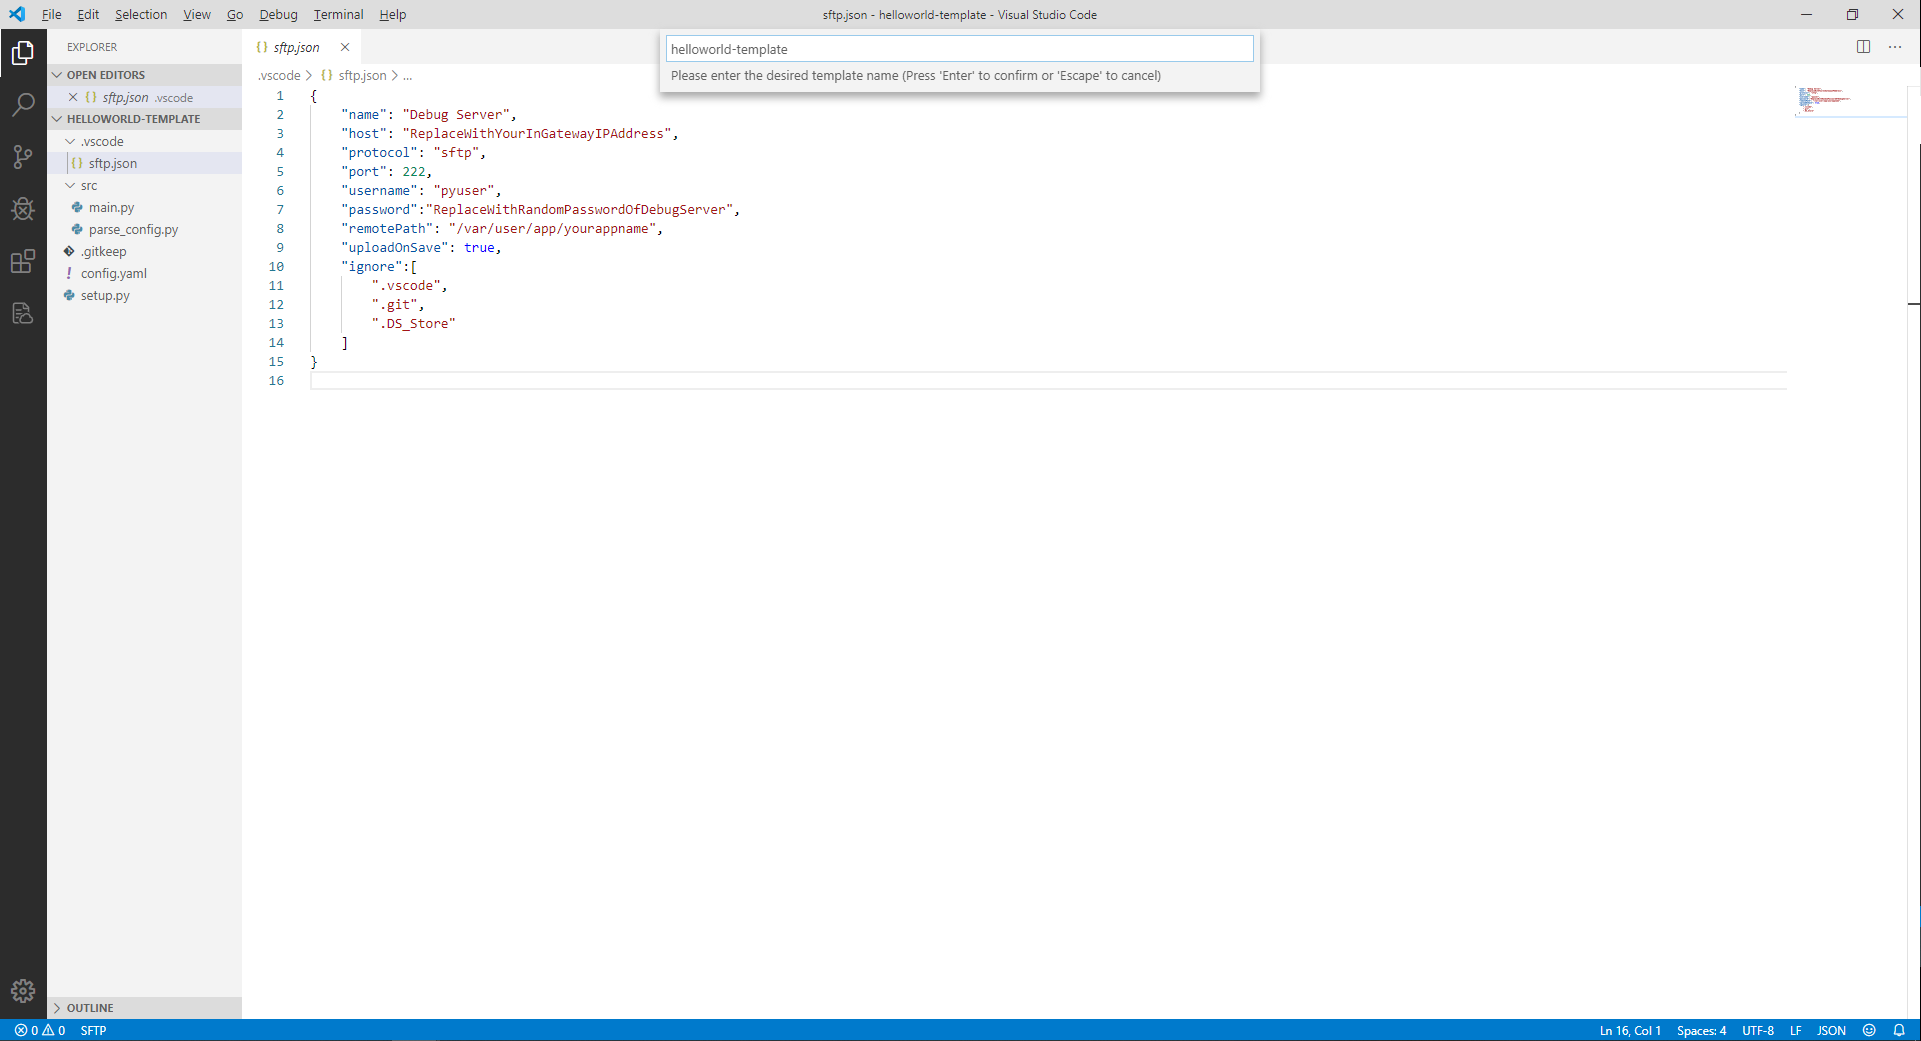 File Edit Selection View Go Debug Terminal Help
sftp.json - helloworld-template - Visual Studio Code
EXPLORER
OPEN EDITORS
sftp.json .vscode
HELLOWORLD-TEMPLATE
.vscode
{} sftp.json
src
main.py
parse_config.py
.gitkeep
! config.yaml
setup.py
OUTLINE
{} sftp.json
helloworld-template
Please enter the desired template name (Press 'Enter' to confirm or 'Escape' to cancel)
.vscode > {} sftp.json > ...
1 {
2 "name": "Debug Server",
3 "host": "ReplaceWithYourInGatewayIPAddress",
4 "protocol": "sftp",
5 "port": 222,
6 "username": "pyuser",
7 "password":"ReplaceWithRandomPasswordOfDebugServer",
8 "remotePath": "/var/user/app/yourappname",
9 "uploadOnSave": true,
10 "ignore":[
11 ".vscode",
12 ".git",
13 ".DS_Store"
14 ]
15 }
16
0 0 SFTP
Ln 16, Col 1 Spaces: 4 UTF-8 LF JSON